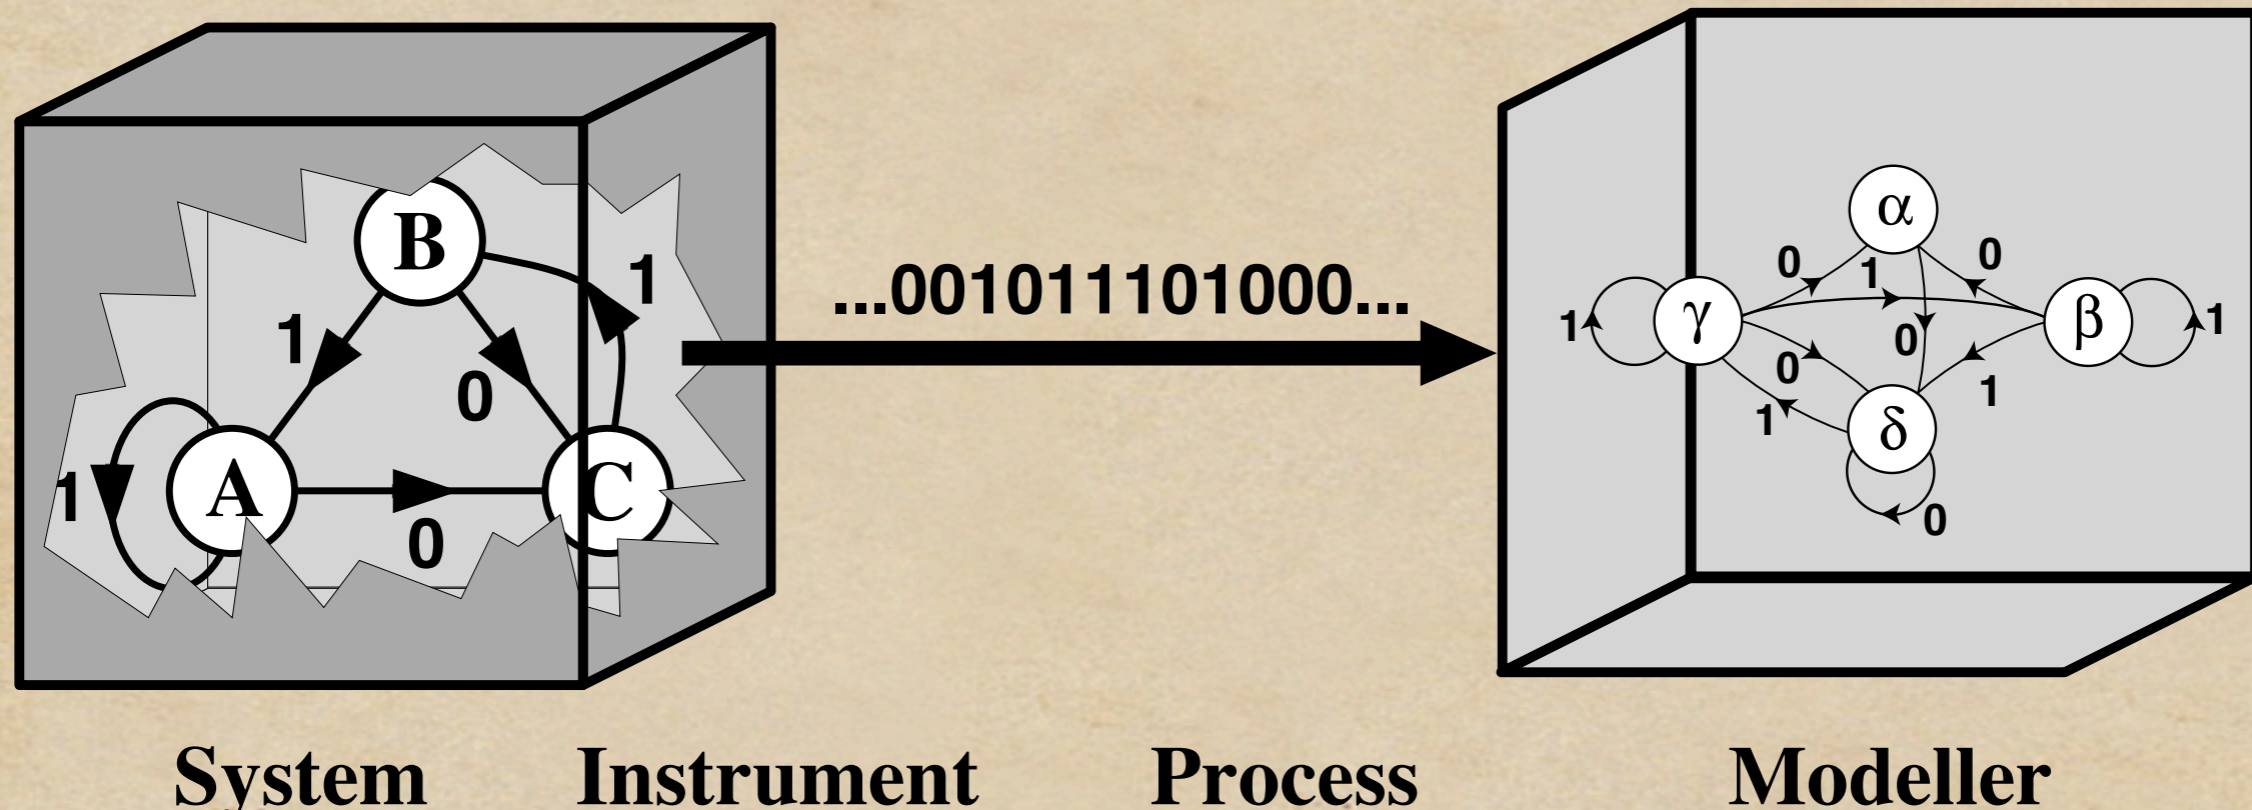 B
1
1
0
A
1
0
C
...001011101000...
α
0
1
0
1
γ
0
β
1
0
1
1
δ
0
System Instrument Process Modeller